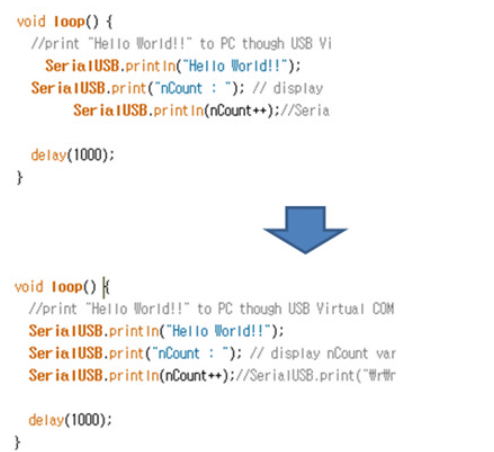 void loop() {
//print "Hello World!!" to PC though USB Vi
SerialUSB.println("Hello World!!");
SerialUSB.print("nCount : "); // display
SerialUSB.println(nCount++);//Seria
delay(1000);
}
void loop() {
//print "Hello World!!" to PC though USB Virtual COM
SerialUSB.println("Hello World!!");
SerialUSB.print("nCount : "); // display nCount var
SerialUSB.println(nCount++);//SerialUSB.print("₩r₩r
delay(1000);
}